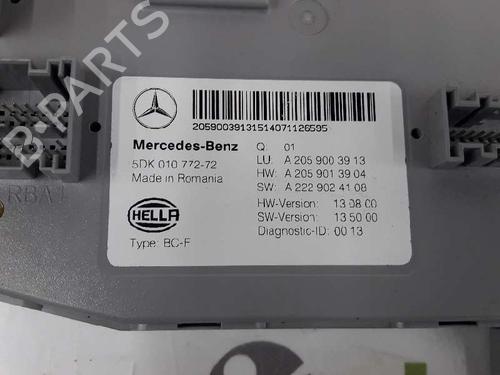 B-PARTS
20590039131514071126595
Mercedes-Benz Q: 01
5DK 010 772-72 LU: A 205 900 39 13
Made in Romania HW: A 205 901 39 04
SW: A 222 902 41 08
HW-Version: 13 08 00
HELLA SW-Version: 13 50 00
Type: BC-F Diagnostic-ID: 00 13
RBA1